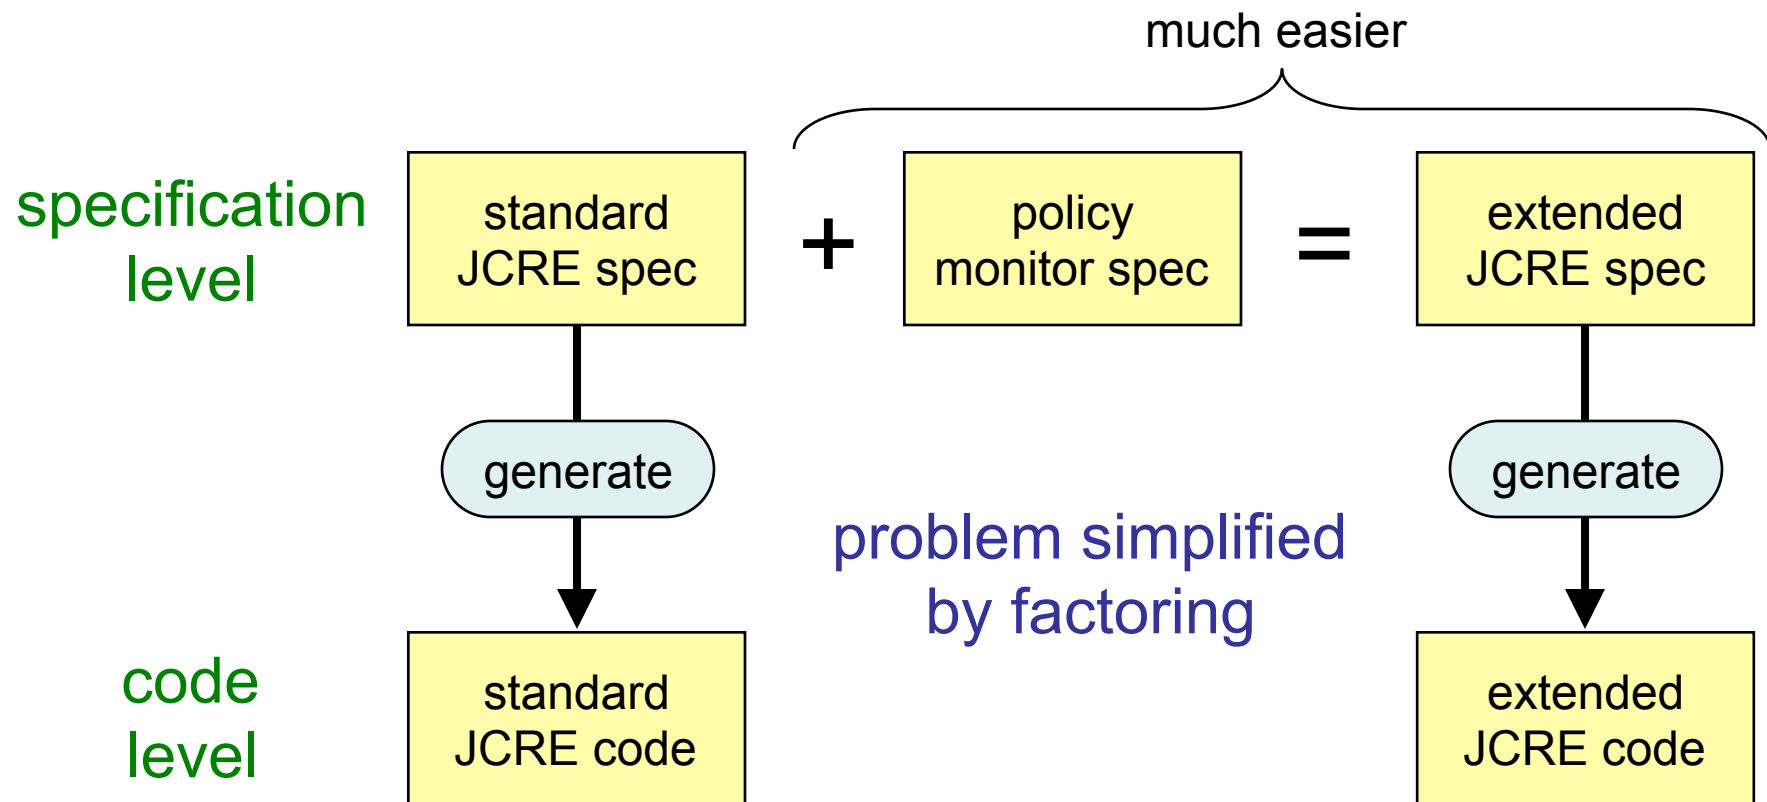 much easier
specification
level
standard
JCRE spec
+
policy
monitor spec
=
extended
JCRE spec
generate
generate
problem simplified
by factoring
code
level
standard
JCRE code
extended
JCRE code